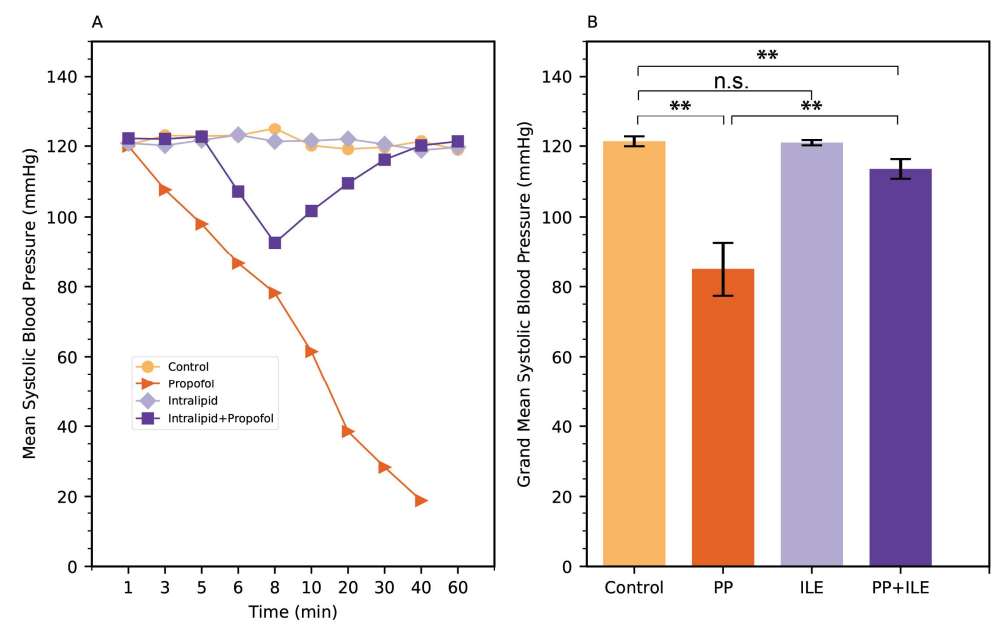 A
Mean Systolic Blood Pressure (mmHg)
140
120
100
80
60
40
20
0
Control
Propofol
Intralipid
Intralipid+Propofol
1 3 5 6 8 10 20 30 40 60
Time (min)
B
Grand Mean Systolic Blood Pressure (mmHg)
140
120
100
80
60
40
20
0
**
n.s.
** **
Control PP ILE PP+ILE